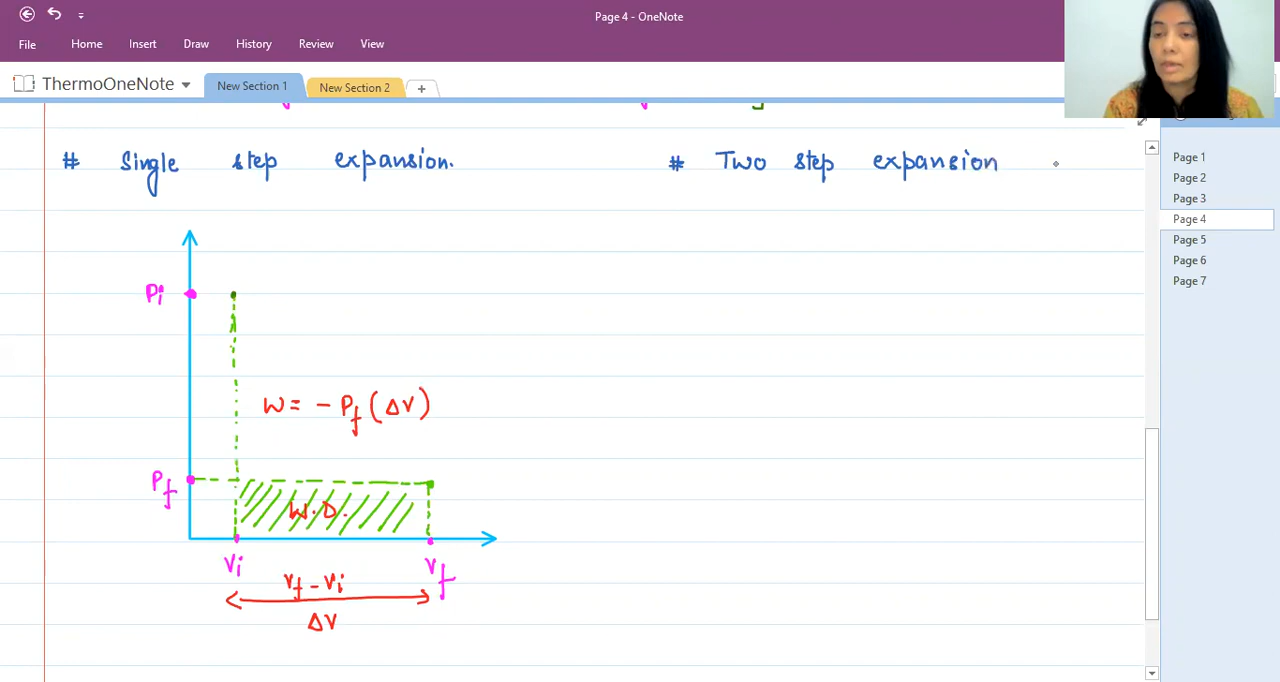 Page 4 - OneNote
File Home Insert Draw History Review View
ThermoOneNote New Section 1 New Section 2 +
# Single step expansion.
# Two step expansion
Pi
W = - Pf (ΔV)
Pf
W.D.
Vi
Vf
Vf - Vi
ΔV
Page 1
Page 2
Page 3
Page 4
Page 5
Page 6
Page 7